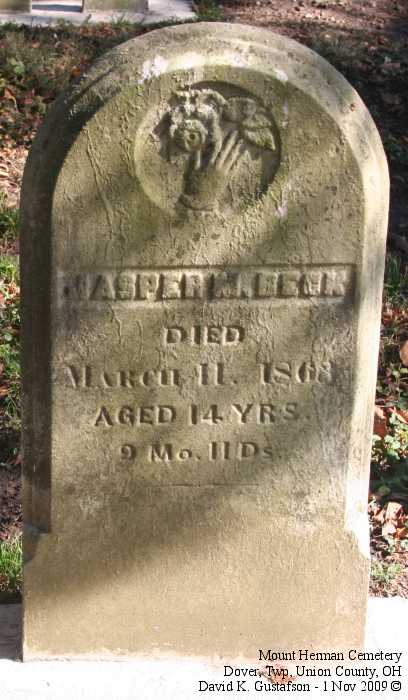 JASPER M. BECK
DIED
MARCH 11. 1868
AGED 14 YRS.
9 Mo. 11 Ds.
Mount Herman Cemetery
Dover, Twp, Union County, OH
David K. Gustafson - 1 Nov 2009 ©